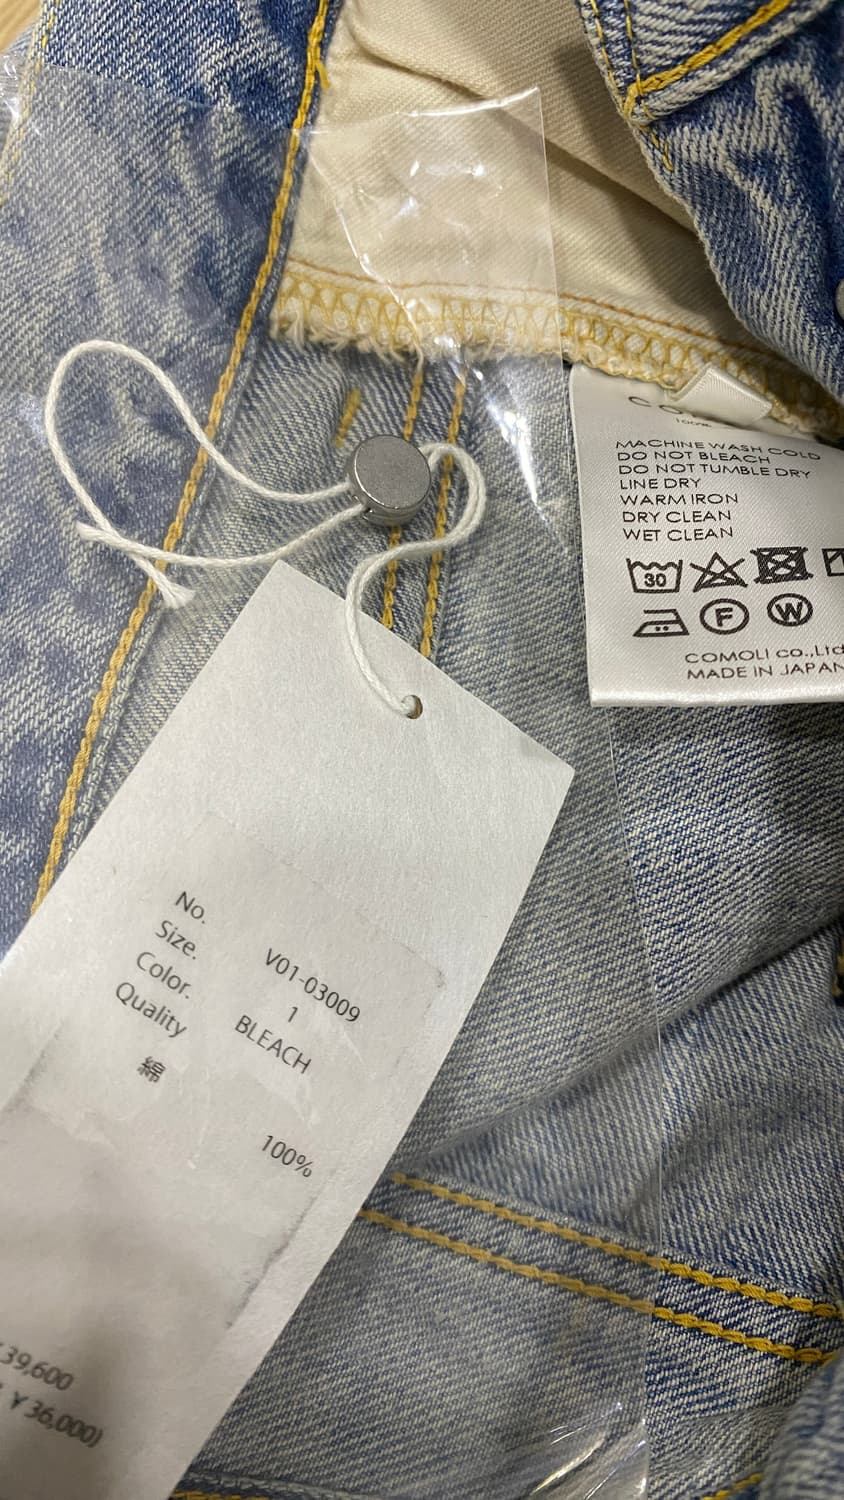 No. V01-03009
Size. 1
Color. BLEACH
Quality
綿 100%
39,600
¥36,000)
100%
MACHINE WASH COLD
DO NOT BLEACH
DO NOT TUMBLE DRY
LINE DRY
WARM IRON
DRY CLEAN
WET CLEAN
30
F W
COMOLI co.,Ltd
MADE IN JAPAN